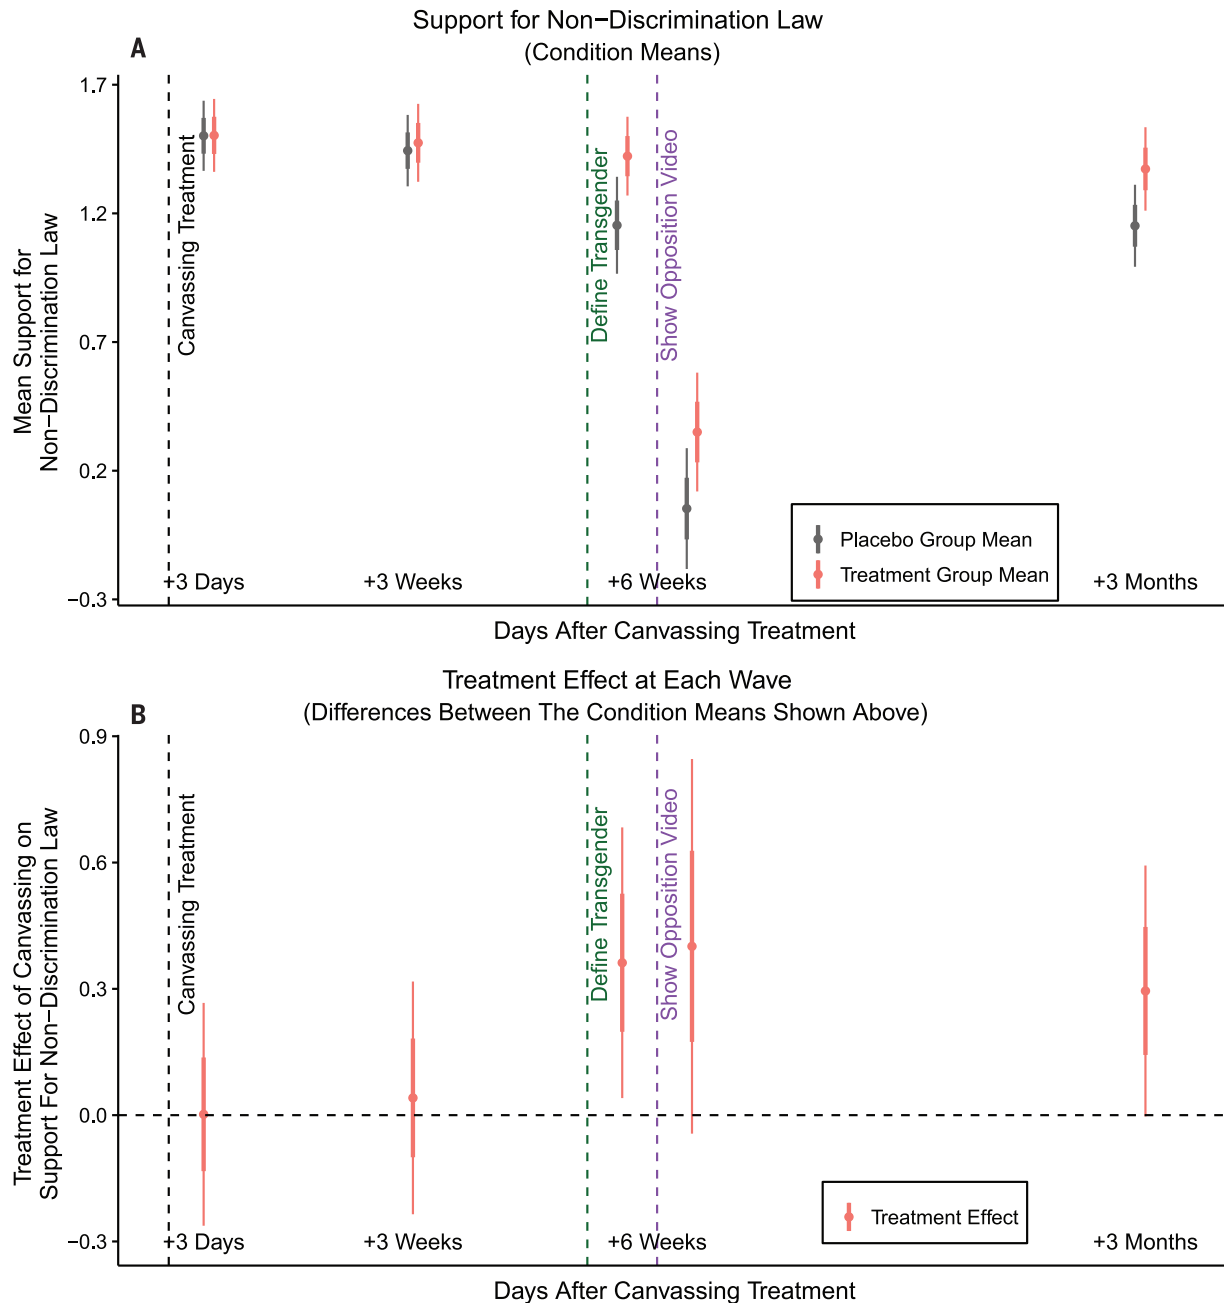 Support for Non−Discrimination Law
A
(Condition Means)
Mean Support for
Non−Discrimination Law
1.7
1.2
0.7
0.2
−0.3
Canvassing Treatment
Define Transgender
Show Opposition Video
Placebo Group Mean
Treatment Group Mean
+3 Days
+3 Weeks
+6 Weeks
+3 Months
Days After Canvassing Treatment
Treatment Effect at Each Wave
B
(Differences Between The Condition Means Shown Above)
Treatment Effect of Canvassing on
Support For Non−Discrimination Law
0.9
0.6
0.3
0.0
−0.3
Canvassing Treatment
Define Transgender
Show Opposition Video
Treatment Effect
+3 Days
+3 Weeks
+6 Weeks
+3 Months
Days After Canvassing Treatment